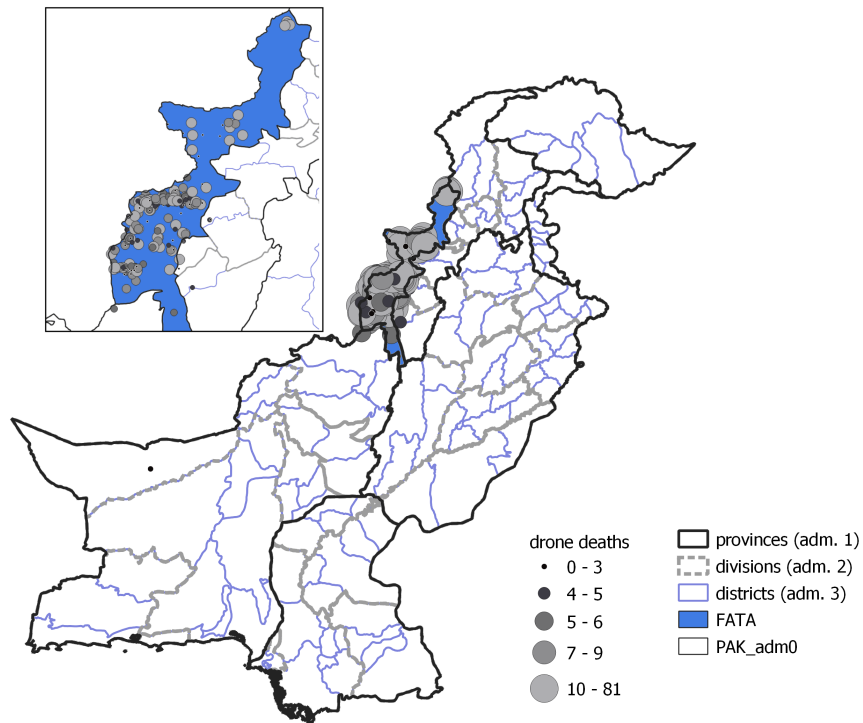 drone deaths
0 - 3
4 - 5
5 - 6
7 - 9
10 - 81
provinces (adm. 1)
divisions (adm. 2)
districts (adm. 3)
FATA
PAK_adm0